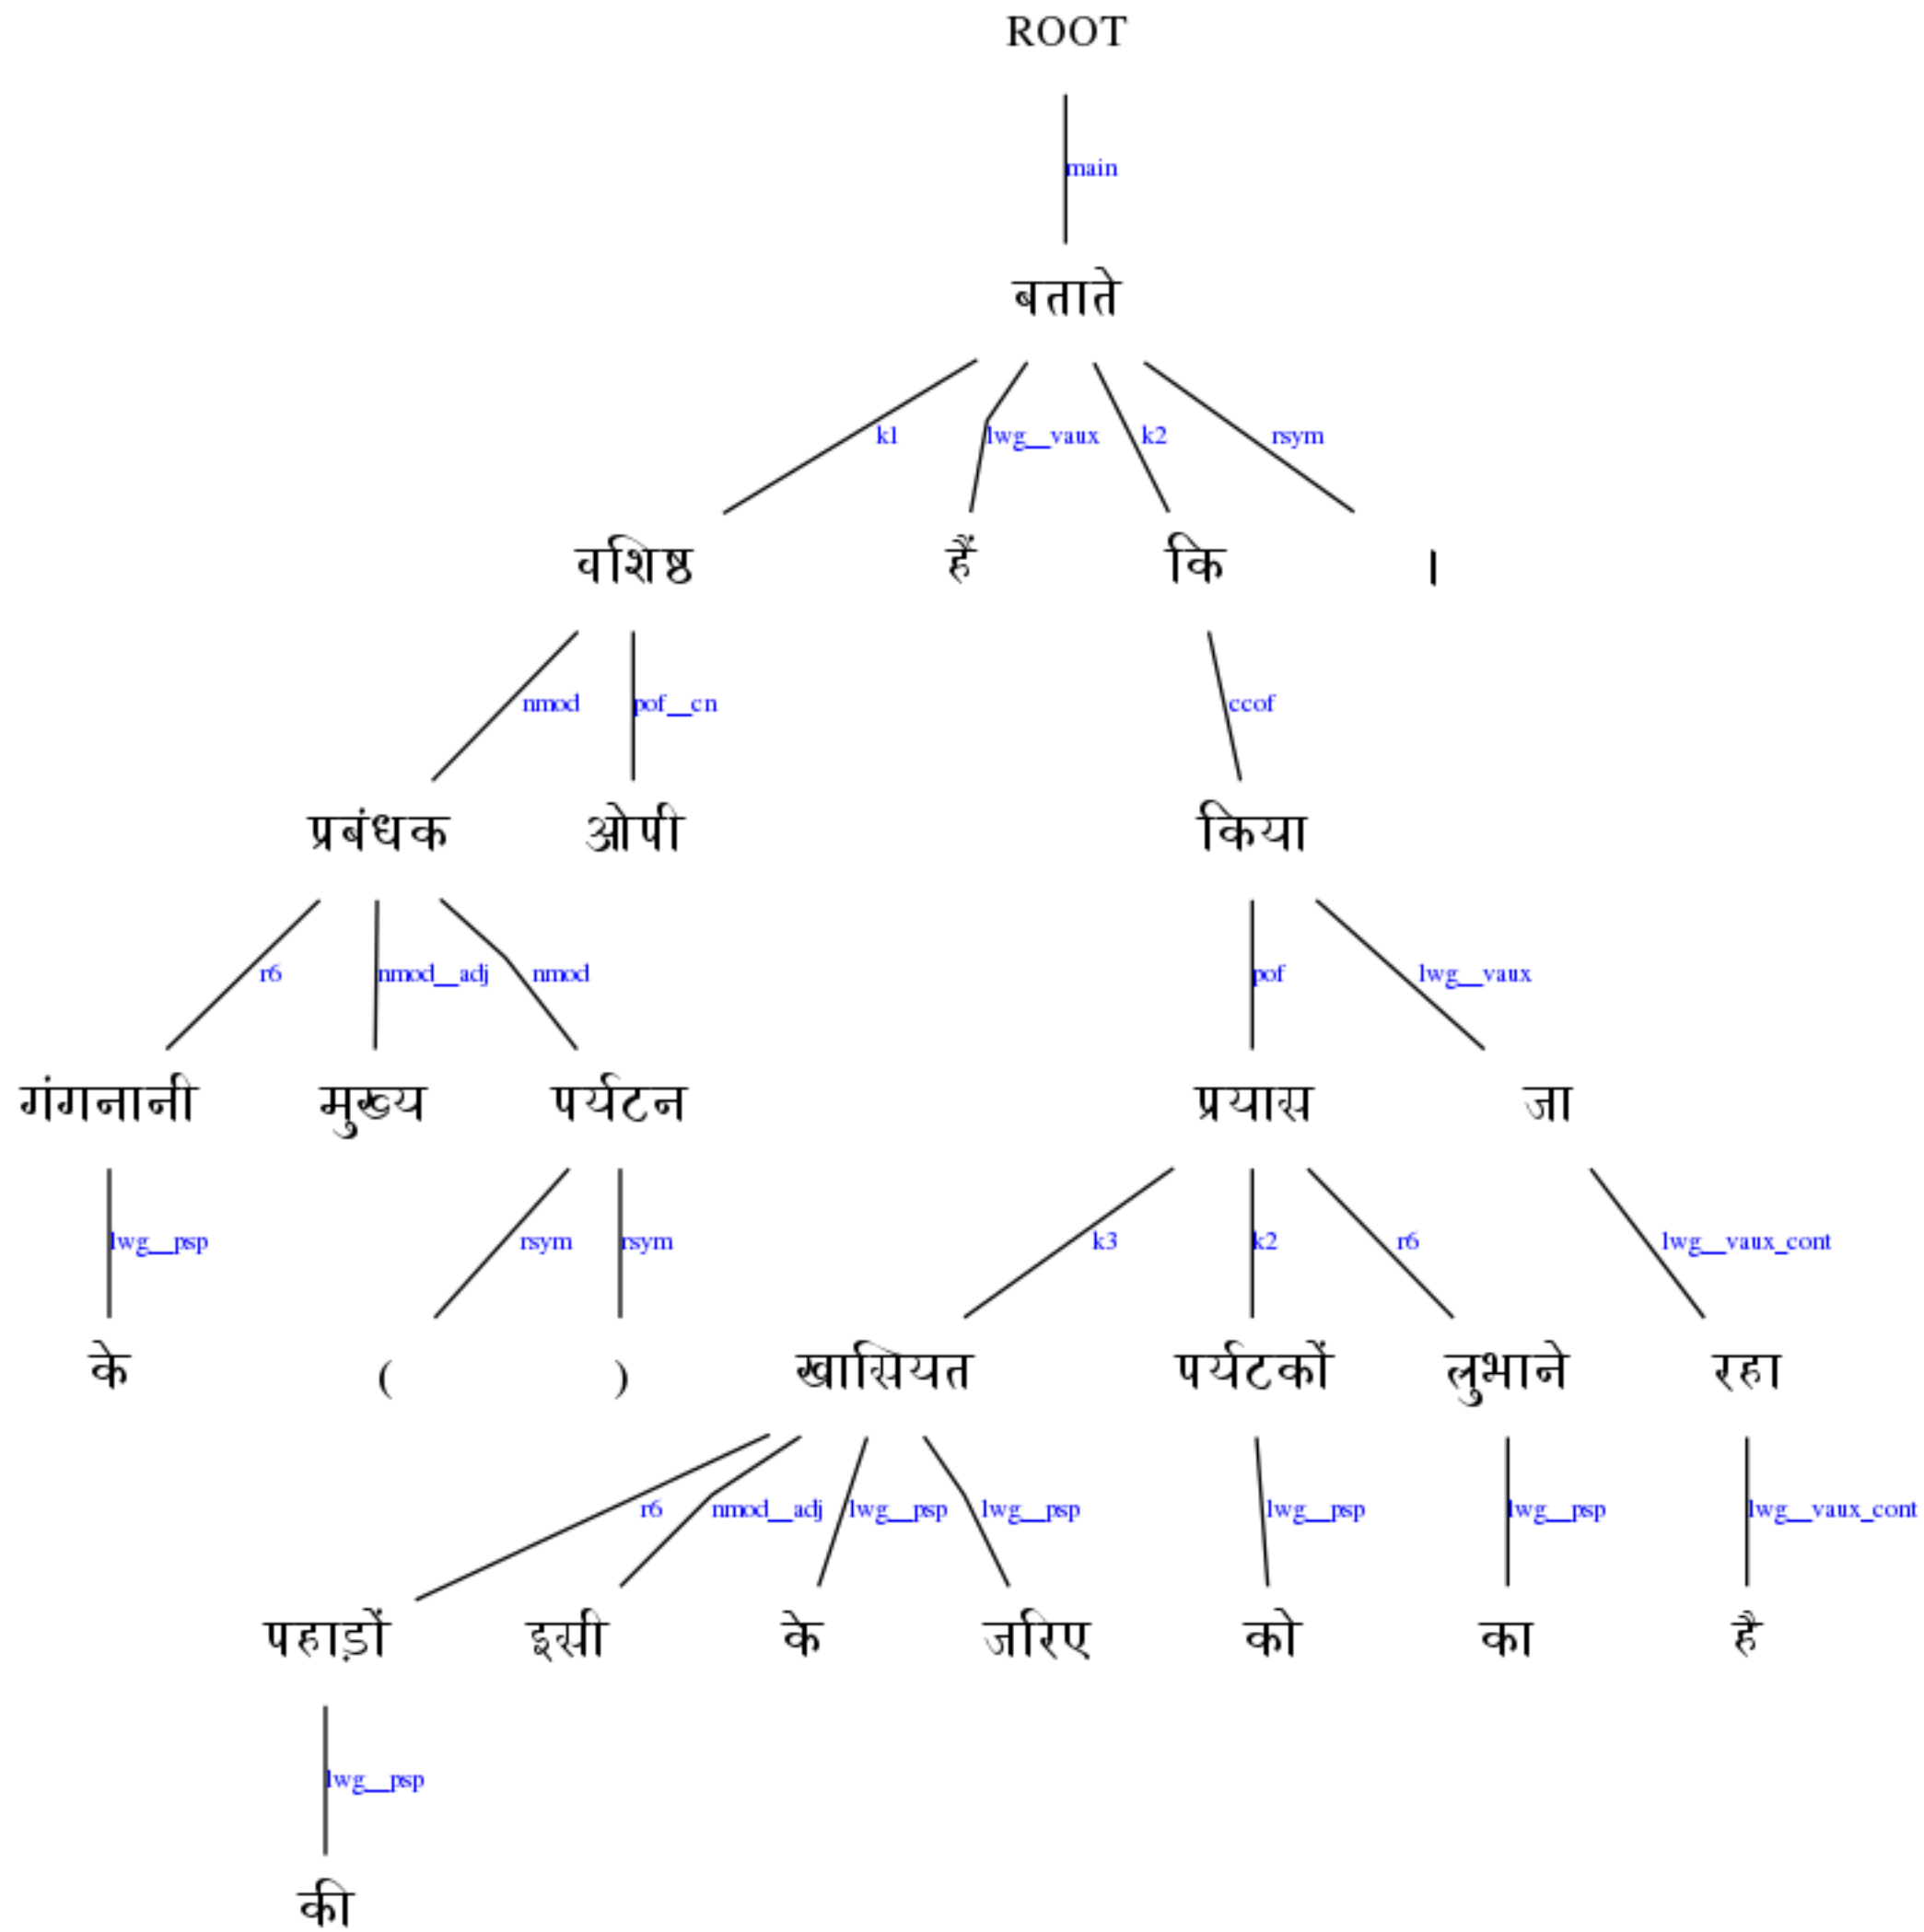 ROOT
main
बताते
k1 lwg__vaux k2 rsym
वशिष्ठ हैं कि ।
nmod pof__cn ccof
प्रबंधक ओपी किया
r6 nmod__adj nmod pof lwg__vaux
गंगनानी मुख्य पर्यटन प्रयास जा
lwg__psp rsym rsym k3 k2 r6 lwg__vaux_cont
के ( ) खासियत पर्यटकों लुभाने रहा
r6 nmod__adj lwg__psp lwg__psp lwg__psp lwg__psp lwg__vaux_cont
पहाड़ों इसी के जरिए को का है
lwg__psp
की